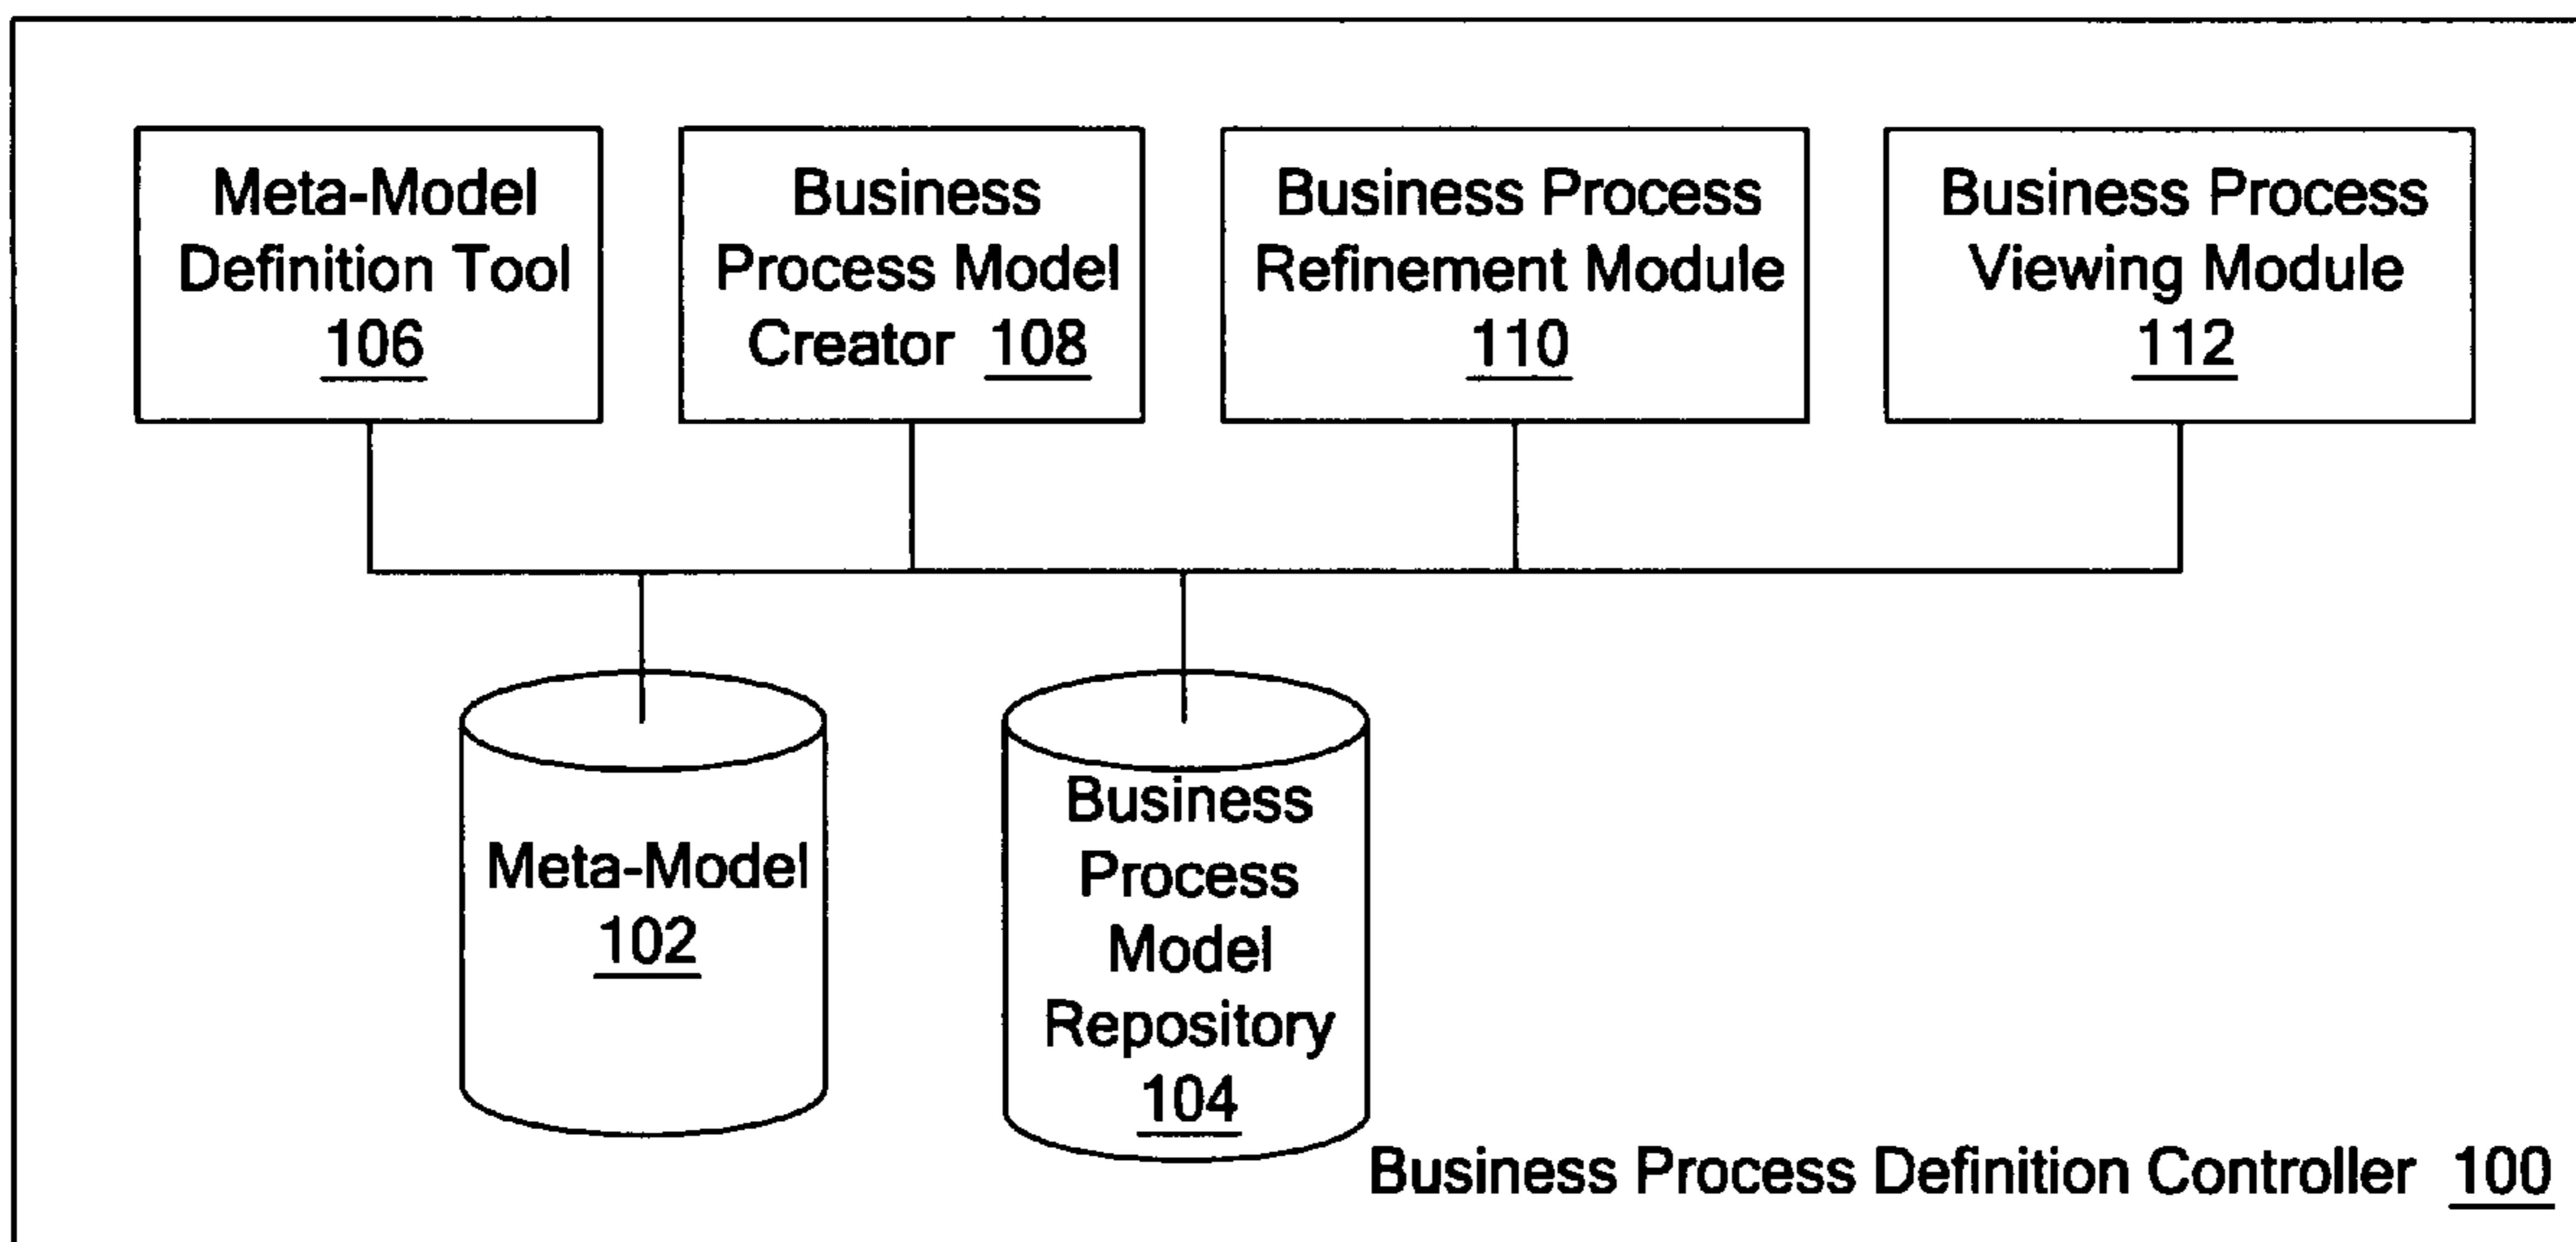 Meta-Model
Definition Tool
106
Business
Process Model
Creator 108
Business Process
Refinement Module
110
Business Process
Viewing Module
112
Meta-Model
102
Business
Process
Model
Repository
104
Business Process Definition Controller 100